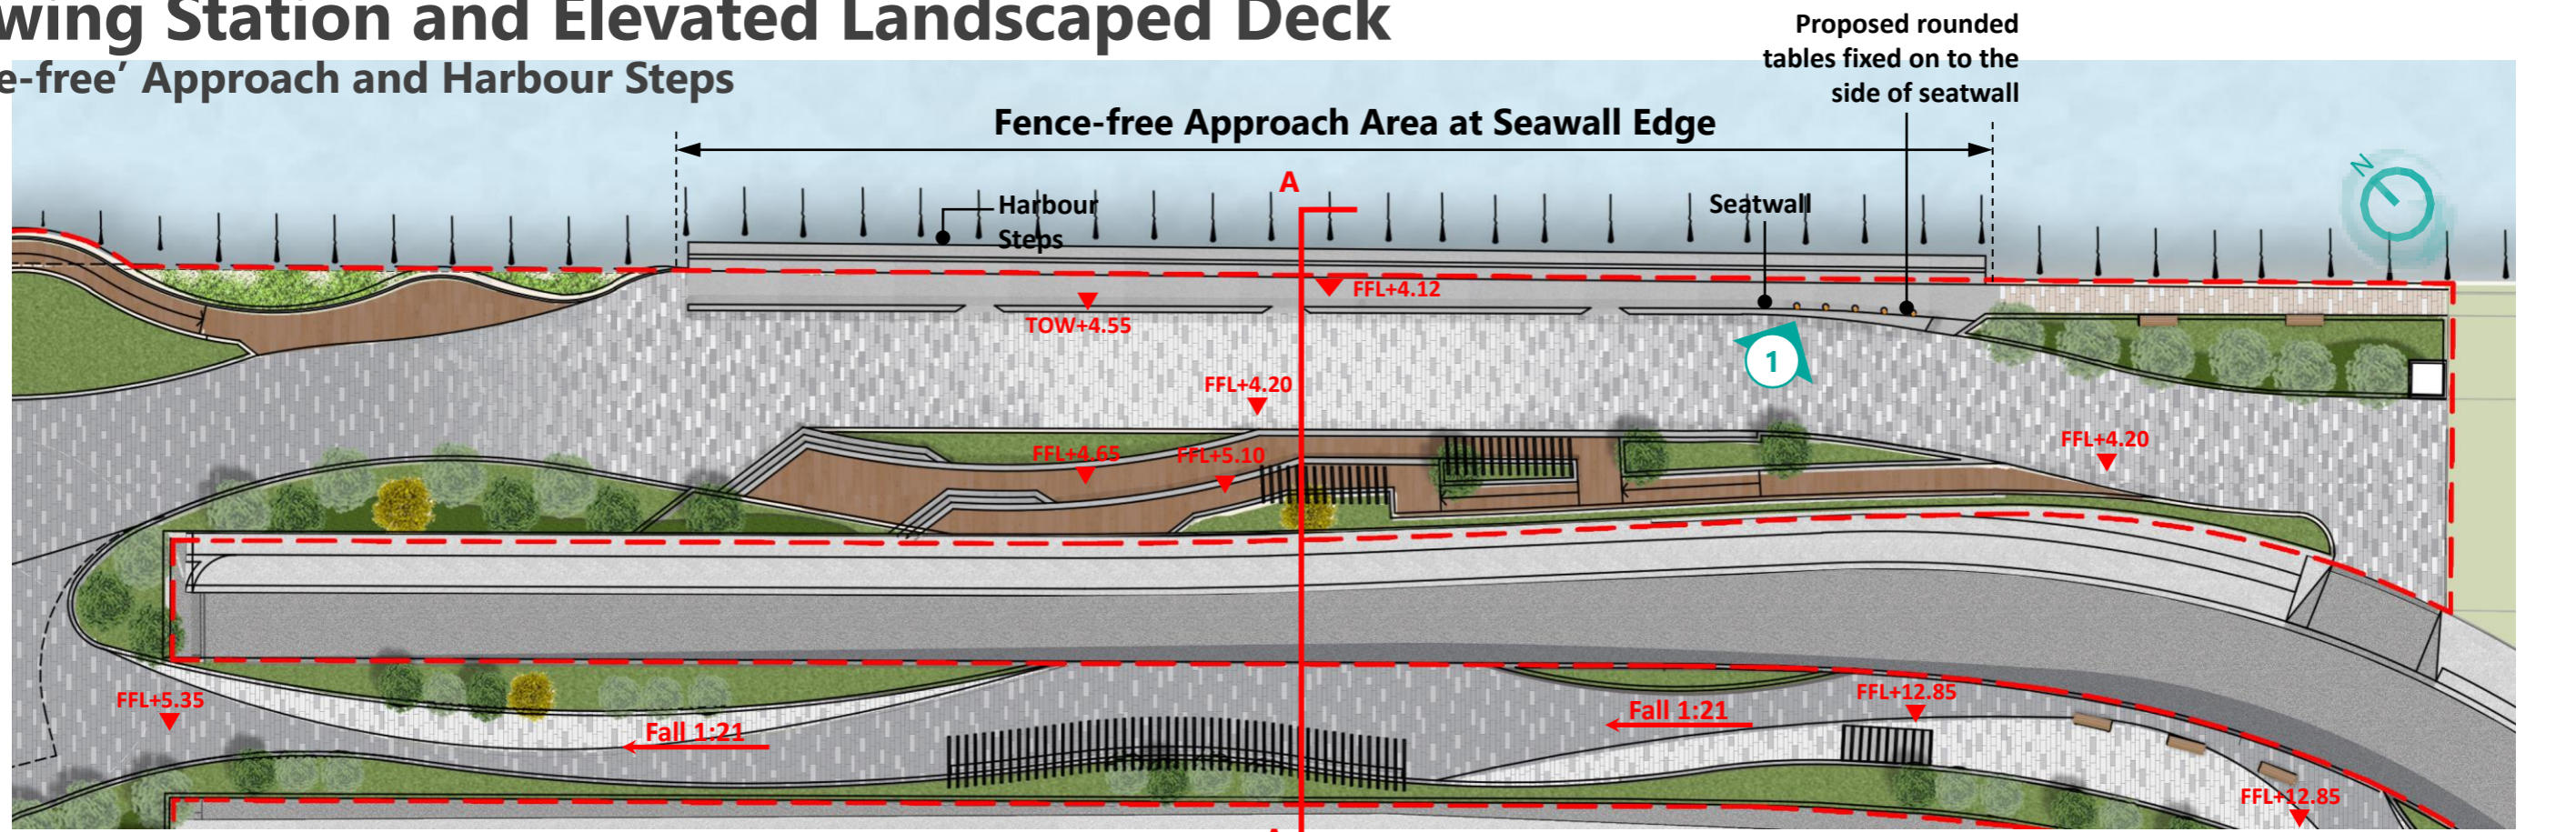 wing Station and Elevated Landscaped Deck
e-free’ Approach and Harbour Steps
Proposed rounded
tables fixed on to the
side of seatwall
Fence-free Approach Area at Seawall Edge
N
A
Harbour
Steps
Seatwall
FFL+4.12
TOW+4.55
1
FFL+4.20
FFL+4.65
FFL+5.10
FFL+4.20
FFL+5.35
Fall 1:21
Fall 1:21
FFL+12.85
FFL+12.85